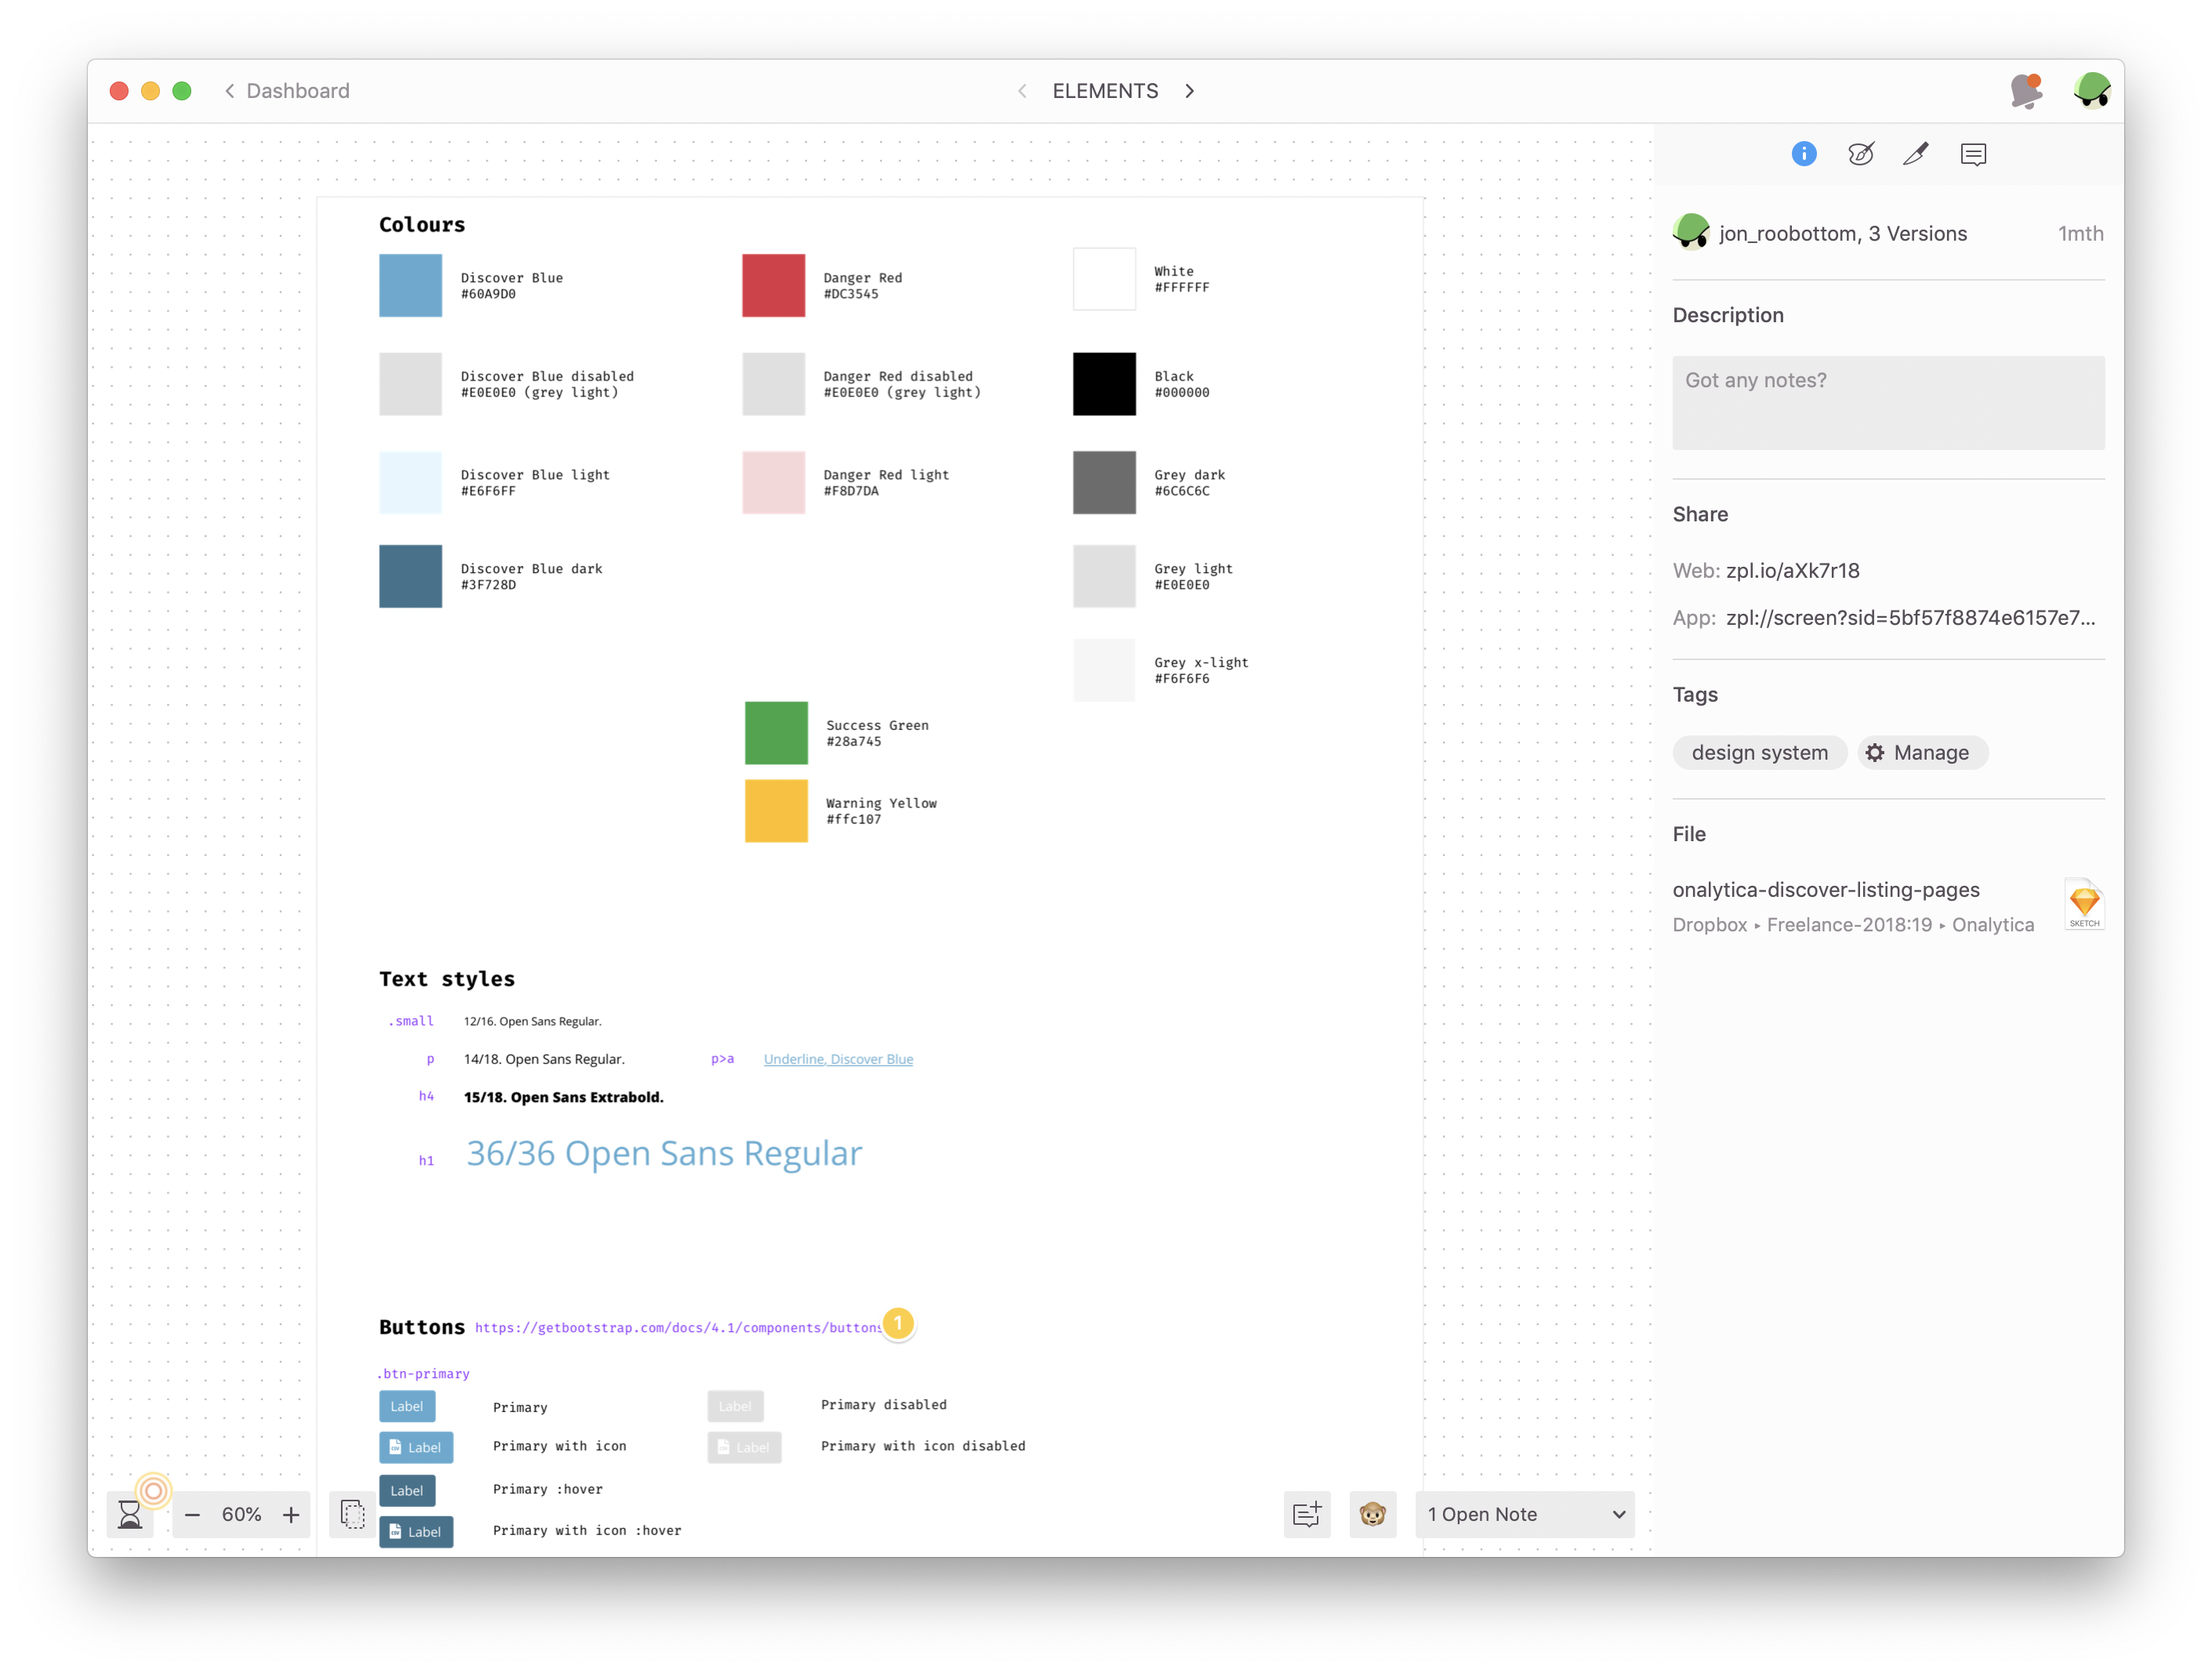 Dashboard
ELEMENTS
Colours
Discover Blue
#60A9D0
Danger Red
#DC3545
White
#FFFFFF
Discover Blue disabled
#E0E0E0 (grey light)
Danger Red disabled
#E0E0E0 (grey light)
Black
#000000
Discover Blue light
#E6F6FF
Danger Red light
#F8D7DA
Grey dark
#6C6C6C
Discover Blue dark
#3F728D
Grey light
#E0E0E0
Grey x-light
#F6F6F6
Success Green
#28a745
Warning Yellow
#ffc107
Text styles
.small 12/16. Open Sans Regular.
p 14/18. Open Sans Regular. p>a Underline, Discover Blue
h4 15/18. Open Sans Extrabold.
h1 36/36 Open Sans Regular
Buttons https://getbootstrap.com/docs/4.1/components/buttons 1
.btn-primary
Label Primary Label Primary disabled
Label Primary with icon Label Primary with icon disabled
Label Primary :hover
Label Primary with icon :hover
60%
1 Open Note
jon_roobottom, 3 Versions 1mth
Description
Got any notes?
Share
Web: zpl.io/aXk7r18
App: zpl://screen?sid=5bf57f8874e6157e7...
Tags
design system Manage
File
onalytica-discover-listing-pages
Dropbox ▸ Freelance-2018:19 ▸ Onalytica
SKETCH